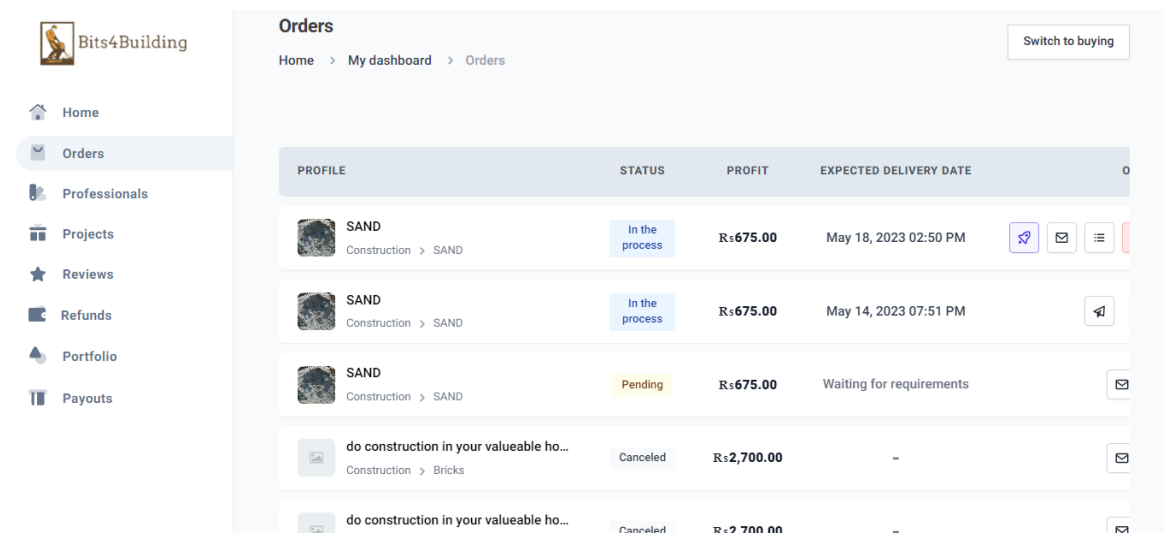 Bits4Building
Home
Orders
Professionals
Projects
Reviews
Refunds
Portfolio
Payouts
Orders
Home > My dashboard > Orders
Switch to buying
PROFILE STATUS PROFIT EXPECTED DELIVERY DATE O
SAND
Construction > SAND
In the
process
Rs675.00
May 18, 2023 02:50 PM
SAND
Construction > SAND
In the
process
Rs675.00
May 14, 2023 07:51 PM
SAND
Construction > SAND
Pending
Rs675.00
Waiting for requirements
do construction in your valueable ho...
Construction > Bricks
Canceled
Rs2,700.00
–
do construction in your valueable ho...
Canceled
Rs2,700.00
–